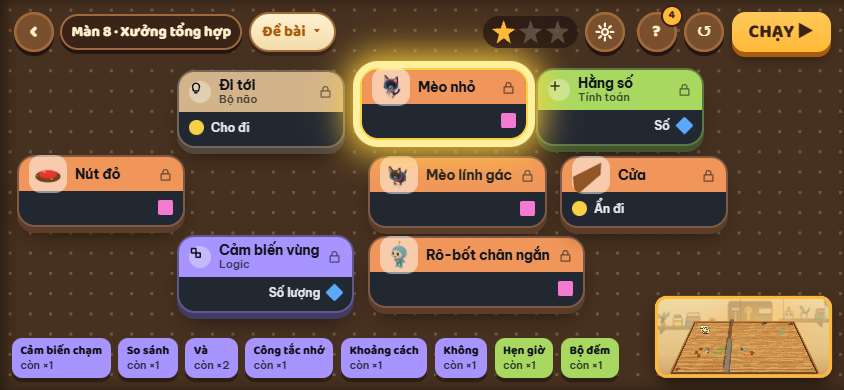 Màn 8 · Xưởng tổng hợp
Đề bài
4
?
CHẠY
Đi tới
Bộ não
Cho đi
Mèo nhỏ
Hằng số
Tính toán
Số
Nút đỏ
Mèo lính gác
Cửa
Ẩn đi
Cảm biến vùng
Logic
Số lượng
Rô-bốt chân ngắn
Cảm biến chạm
còn ×1
So sánh
còn ×1
Và
còn ×2
Công tắc nhớ
còn ×1
Khoảng cách
còn ×1
Không
còn ×1
Hẹn giờ
còn ×1
Bộ đếm
còn ×1